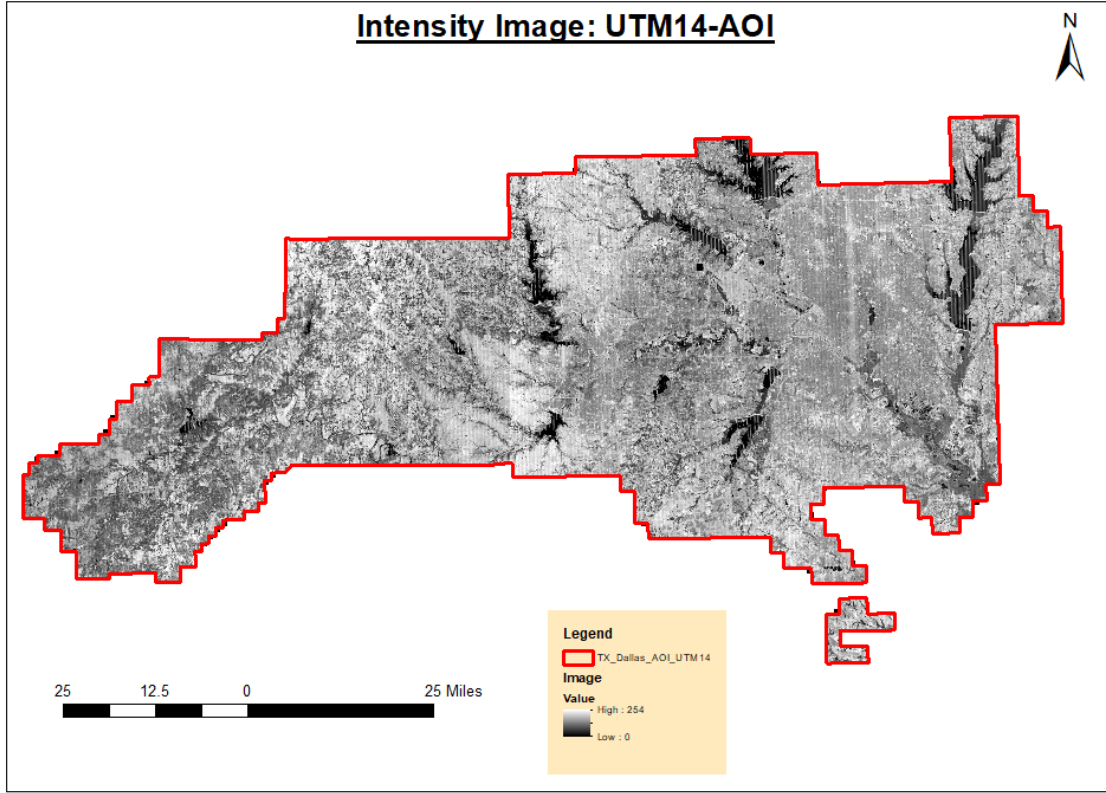 Intensity Image: UTM14-AOI
N
25 12.5 0 25 Miles
Legend
TX_Dallas_AOI_UTM14
Image
Value
High : 254
Low : 0